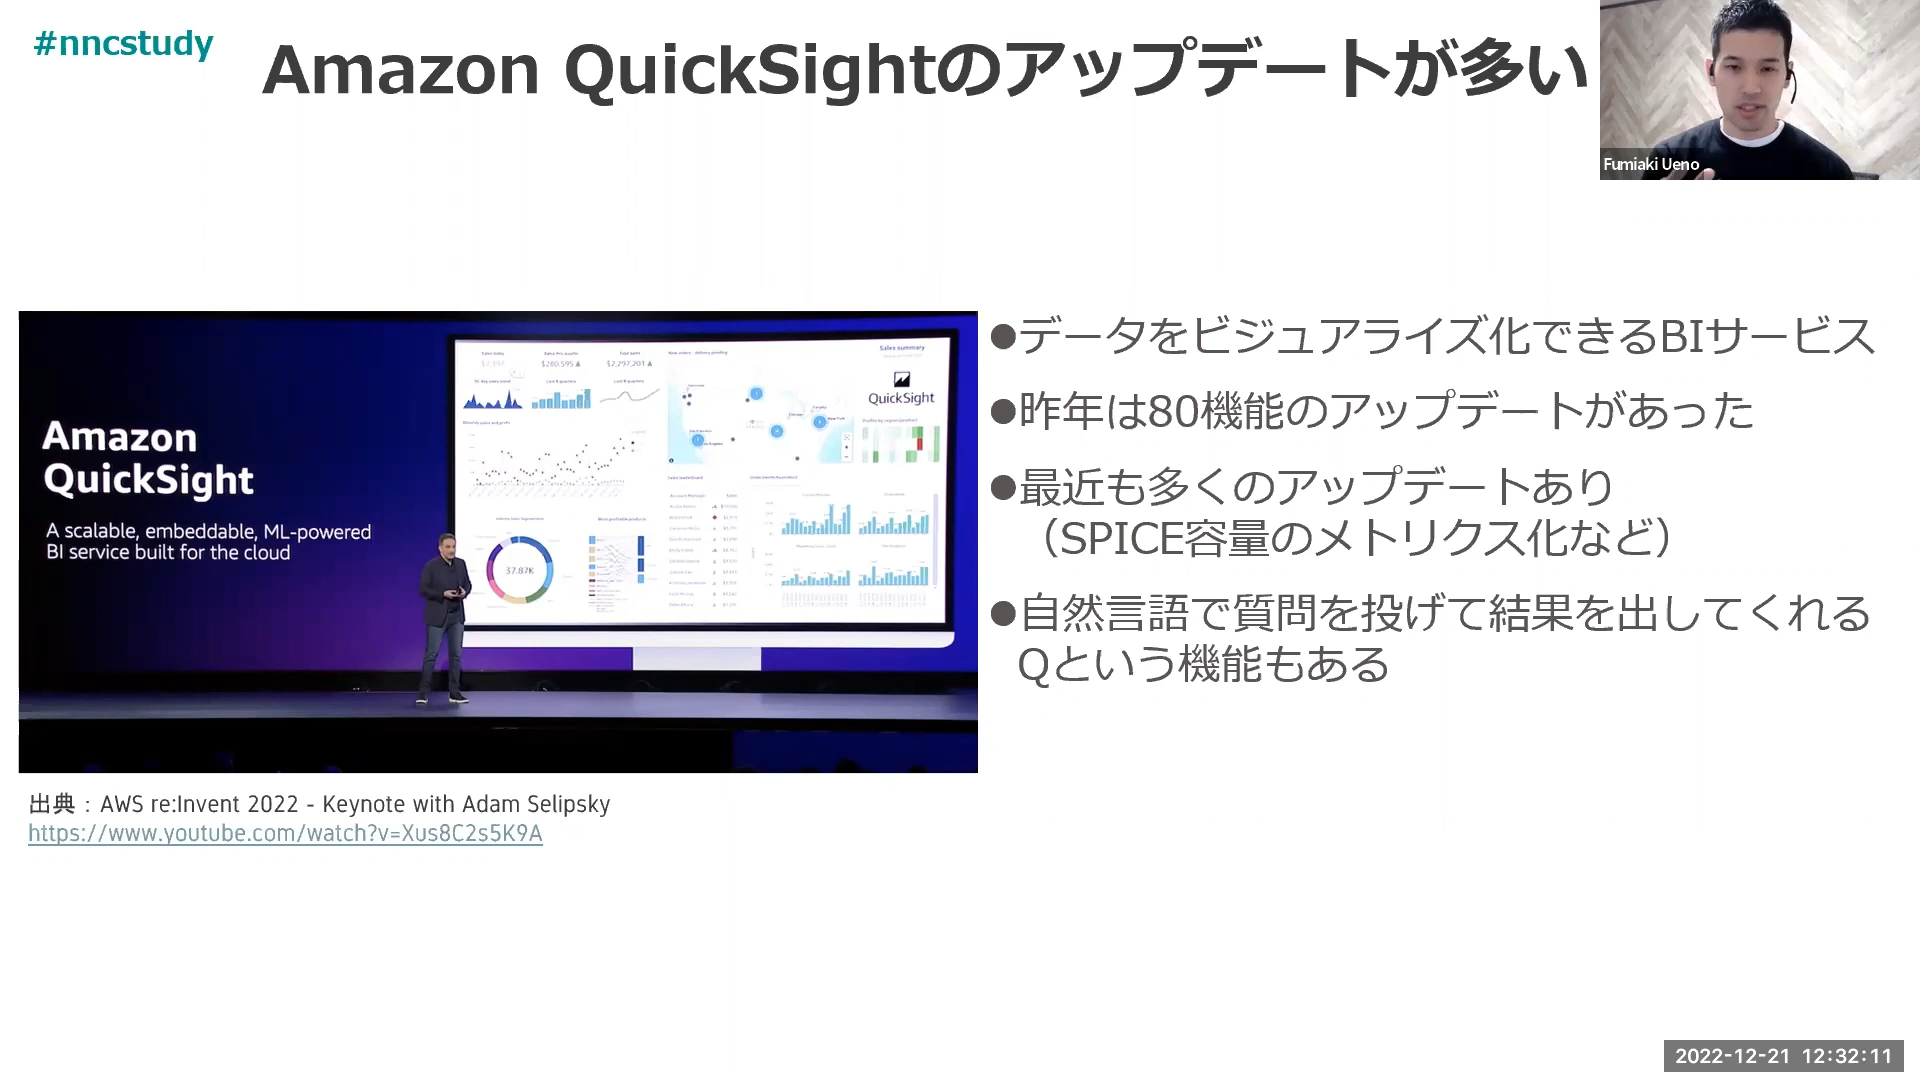 #nncstudy
Amazon QuickSightのアップデートが多い
Fumiaki Ueno
Amazon
QuickSight
A scalable, embeddable, ML-powered
BI service built for the cloud
Sales summary
QuickSight
$280,595
$2,297,201
37.87K
●データをビジュアライズ化できるBIサービス
●昨年は80機能のアップデートがあった
●最近も多くのアップデートあり
（SPICE容量のメトリクス化など）
●自然言語で質問を投げて結果を出してくれる
Qという機能もある
出典：AWS re:Invent 2022 - Keynote with Adam Selipsky
https://www.youtube.com/watch?v=Xus8C2s5K9A
2022-12-21 12:32:11